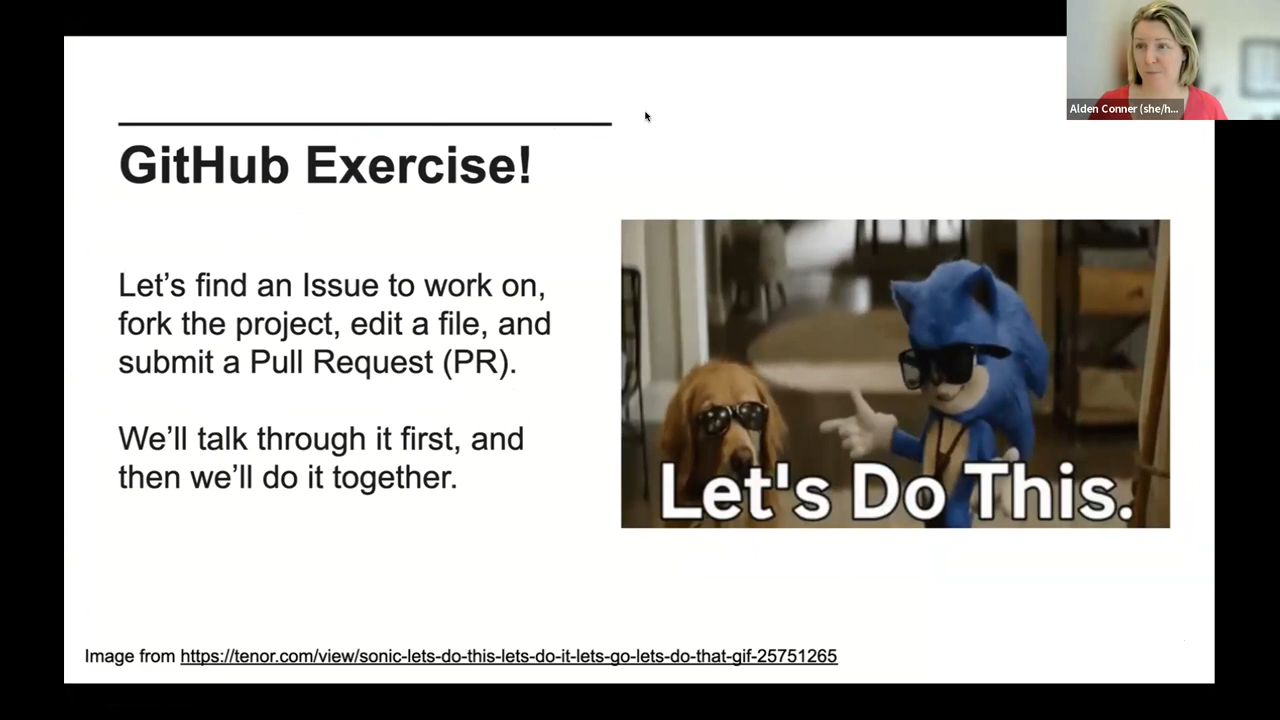 Alden Conner (she/h...
GitHub Exercise!
Let’s find an Issue to work on,
fork the project, edit a file, and
submit a Pull Request (PR).
We’ll talk through it first, and
then we’ll do it together.
Let's Do This.
Image from https://tenor.com/view/sonic-lets-do-this-lets-do-it-lets-go-lets-do-that-gif-25751265